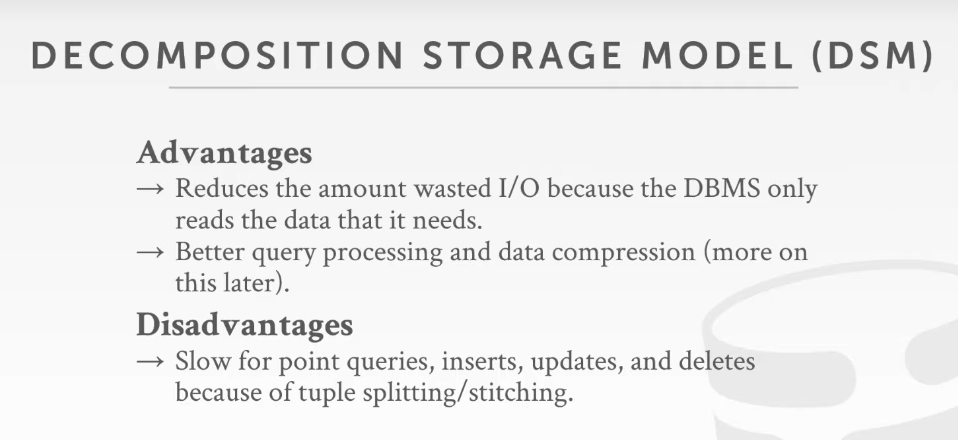 DECOMPOSITION STORAGE MODEL (DSM)
Advantages
→ Reduces the amount wasted I/O because the DBMS only
reads the data that it needs.
→ Better query processing and data compression (more on
this later).
Disadvantages
→ Slow for point queries, inserts, updates, and deletes
because of tuple splitting/stitching.